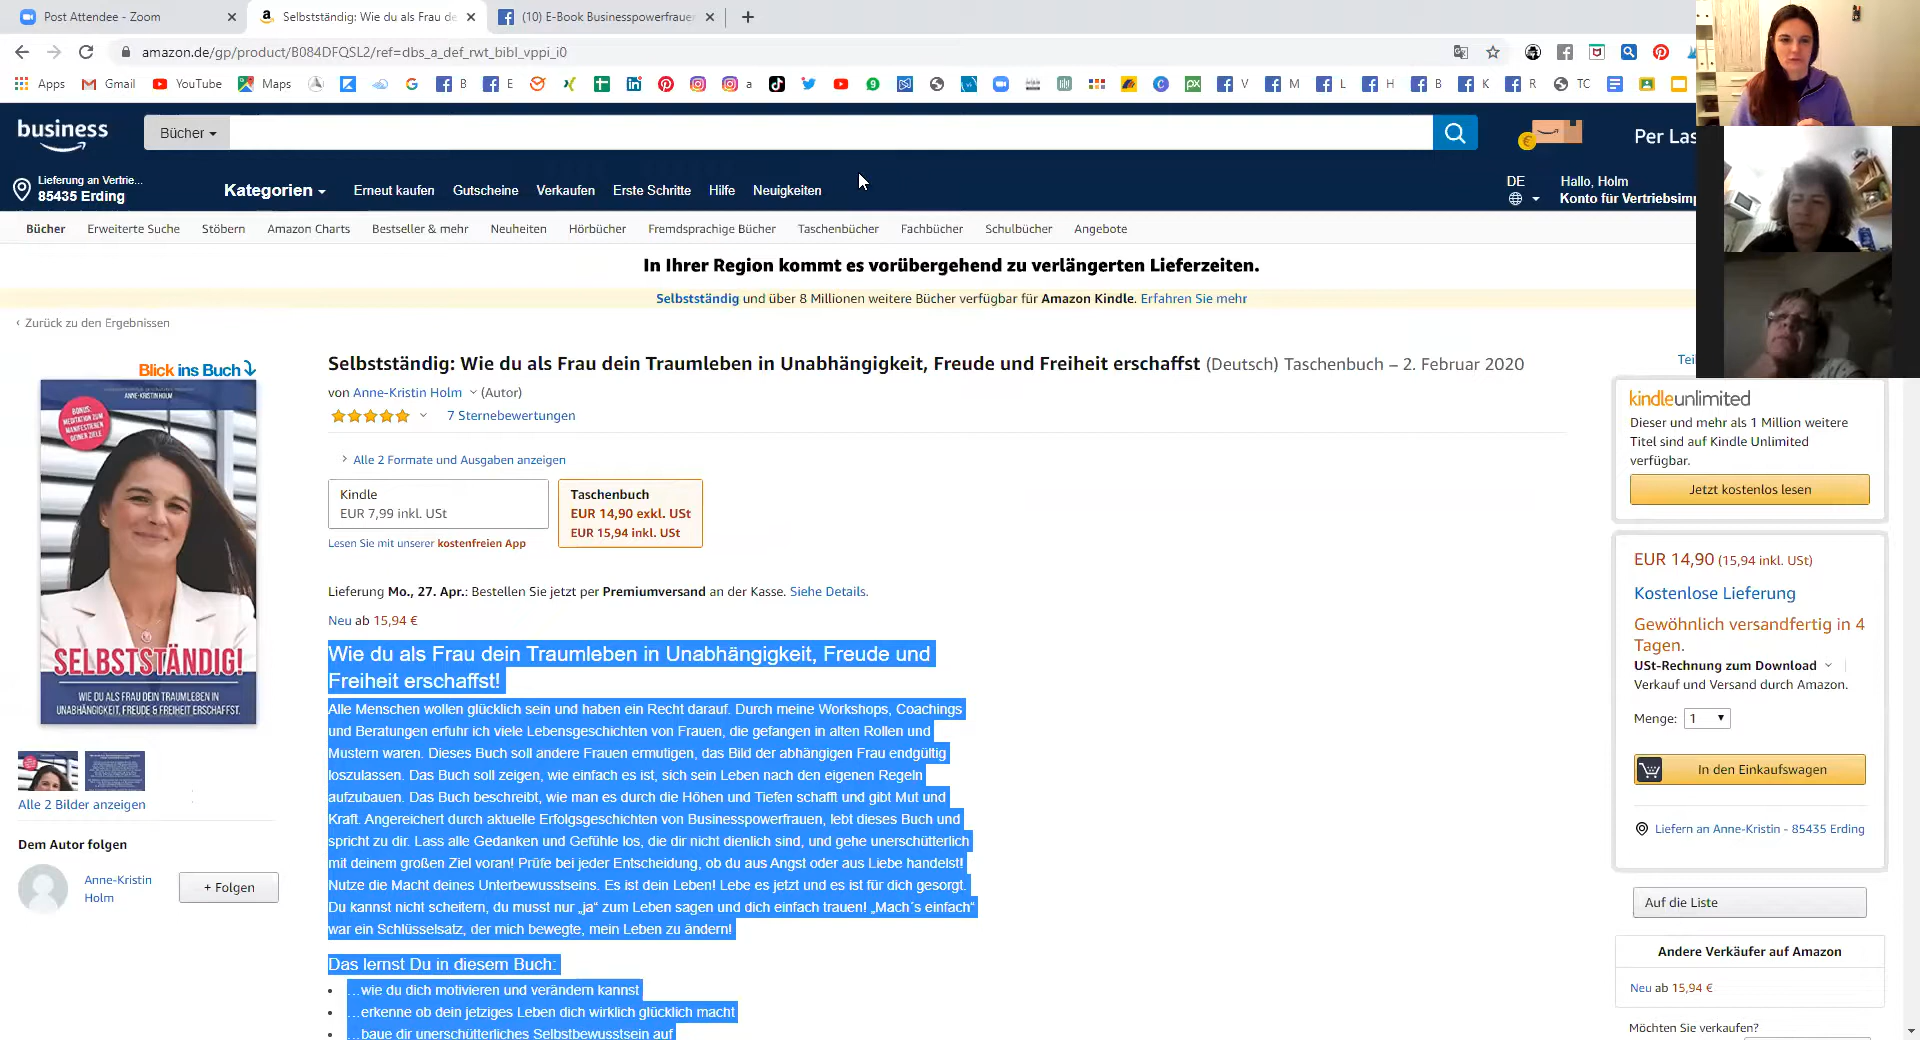 Post Attendee - Zoom
Selbstständig: Wie du als Frau de
(10) E-Book Businesspowerfrauen
amazon.de/gp/product/B084DFQSL2/ref=dbs_a_def_rwt_bibl_vppi_i0
Apps Gmail YouTube Maps B E a V M L H B K R TC
business
Bücher
Per Las
Lieferung an Vertrie...
85435 Erding
Kategorien Erneut kaufen Gutscheine Verkaufen Erste Schritte Hilfe Neuigkeiten
DE
Hallo, Holm
Konto für Vertriebsimp
Bücher Erweiterte Suche Stöbern Amazon Charts Bestseller & mehr Neuheiten Hörbücher Fremdsprachige Bücher Taschenbücher Fachbücher Schulbücher Angebote
In Ihrer Region kommt es vorübergehend zu verlängerten Lieferzeiten.
Selbstständig und über 8 Millionen weitere Bücher verfügbar für Amazon Kindle. Erfahren Sie mehr
‹ Zurück zu den Ergebnissen
Blick ins Buch
ANNE-KRISTIN HOLM
BONUS:
MEDITATION ZUM
MANIFESTIEREN
DEINER ZIELE
SELBSTSTÄNDIG!
WIE DU ALS FRAU DEIN TRAUMLEBEN IN
UNABHÄNGIGKEIT, FREUDE & FREIHEIT ERSCHAFFST.
Alle 2 Bilder anzeigen
Dem Autor folgen
Anne-Kristin
Holm
+ Folgen
Selbstständig: Wie du als Frau dein Traumleben in Unabhängigkeit, Freude und Freiheit erschaffst (Deutsch) Taschenbuch – 2. Februar 2020
von Anne-Kristin Holm (Autor)
7 Sternebewertungen
Alle 2 Formate und Ausgaben anzeigen
Kindle
EUR 7,99 inkl. USt
Taschenbuch
EUR 14,90 exkl. USt
EUR 15,94 inkl. USt
Lesen Sie mit unserer kostenfreien App
Lieferung Mo., 27. Apr.: Bestellen Sie jetzt per Premiumversand an der Kasse. Siehe Details.
Neu ab 15,94 €
Wie du als Frau dein Traumleben in Unabhängigkeit, Freude und
Freiheit erschaffst!
Alle Menschen wollen glücklich sein und haben ein Recht darauf. Durch meine Workshops, Coachings
und Beratungen erfuhr ich viele Lebensgeschichten von Frauen, die gefangen in alten Rollen und
Mustern waren. Dieses Buch soll andere Frauen ermutigen, das Bild der abhängigen Frau endgültig
loszulassen. Das Buch soll zeigen, wie einfach es ist, sich sein Leben nach den eigenen Regeln
aufzubauen. Das Buch beschreibt, wie man es durch die Höhen und Tiefen schafft und gibt Mut und
Kraft. Angereichert durch aktuelle Erfolgsgeschichten von Businesspowerfrauen, lebt dieses Buch und
spricht zu dir. Lass alle Gedanken und Gefühle los, die dir nicht dienlich sind, und gehe unerschütterlich
mit deinem großen Ziel voran! Prüfe bei jeder Entscheidung, ob du aus Angst oder aus Liebe handelst!
Nutze die Macht deines Unterbewusstseins. Es ist dein Leben! Lebe es jetzt und es ist für dich gesorgt.
Du kannst nicht scheitern, du musst nur „ja“ zum Leben sagen und dich einfach trauen! „Mach´s einfach“
war ein Schlüsselsatz, der mich bewegte, mein Leben zu ändern!
Das lernst Du in diesem Buch:
…wie du dich motivieren und verändern kannst
…erkenne ob dein jetziges Leben dich wirklich glücklich macht
…baue dir unerschütterliches Selbstbewusstsein auf
Teil
kindleunlimited
Dieser und mehr als 1 Million weitere
Titel sind auf Kindle Unlimited
verfügbar.
Jetzt kostenlos lesen
EUR 14,90 (15,94 inkl. USt)
Kostenlose Lieferung
Gewöhnlich versandfertig in 4
Tagen.
USt-Rechnung zum Download
Verkauf und Versand durch Amazon.
Menge: 1
In den Einkaufswagen
Liefern an Anne-Kristin - 85435 Erding
Auf die Liste
Andere Verkäufer auf Amazon
Neu ab 15,94 €
Möchten Sie verkaufen?